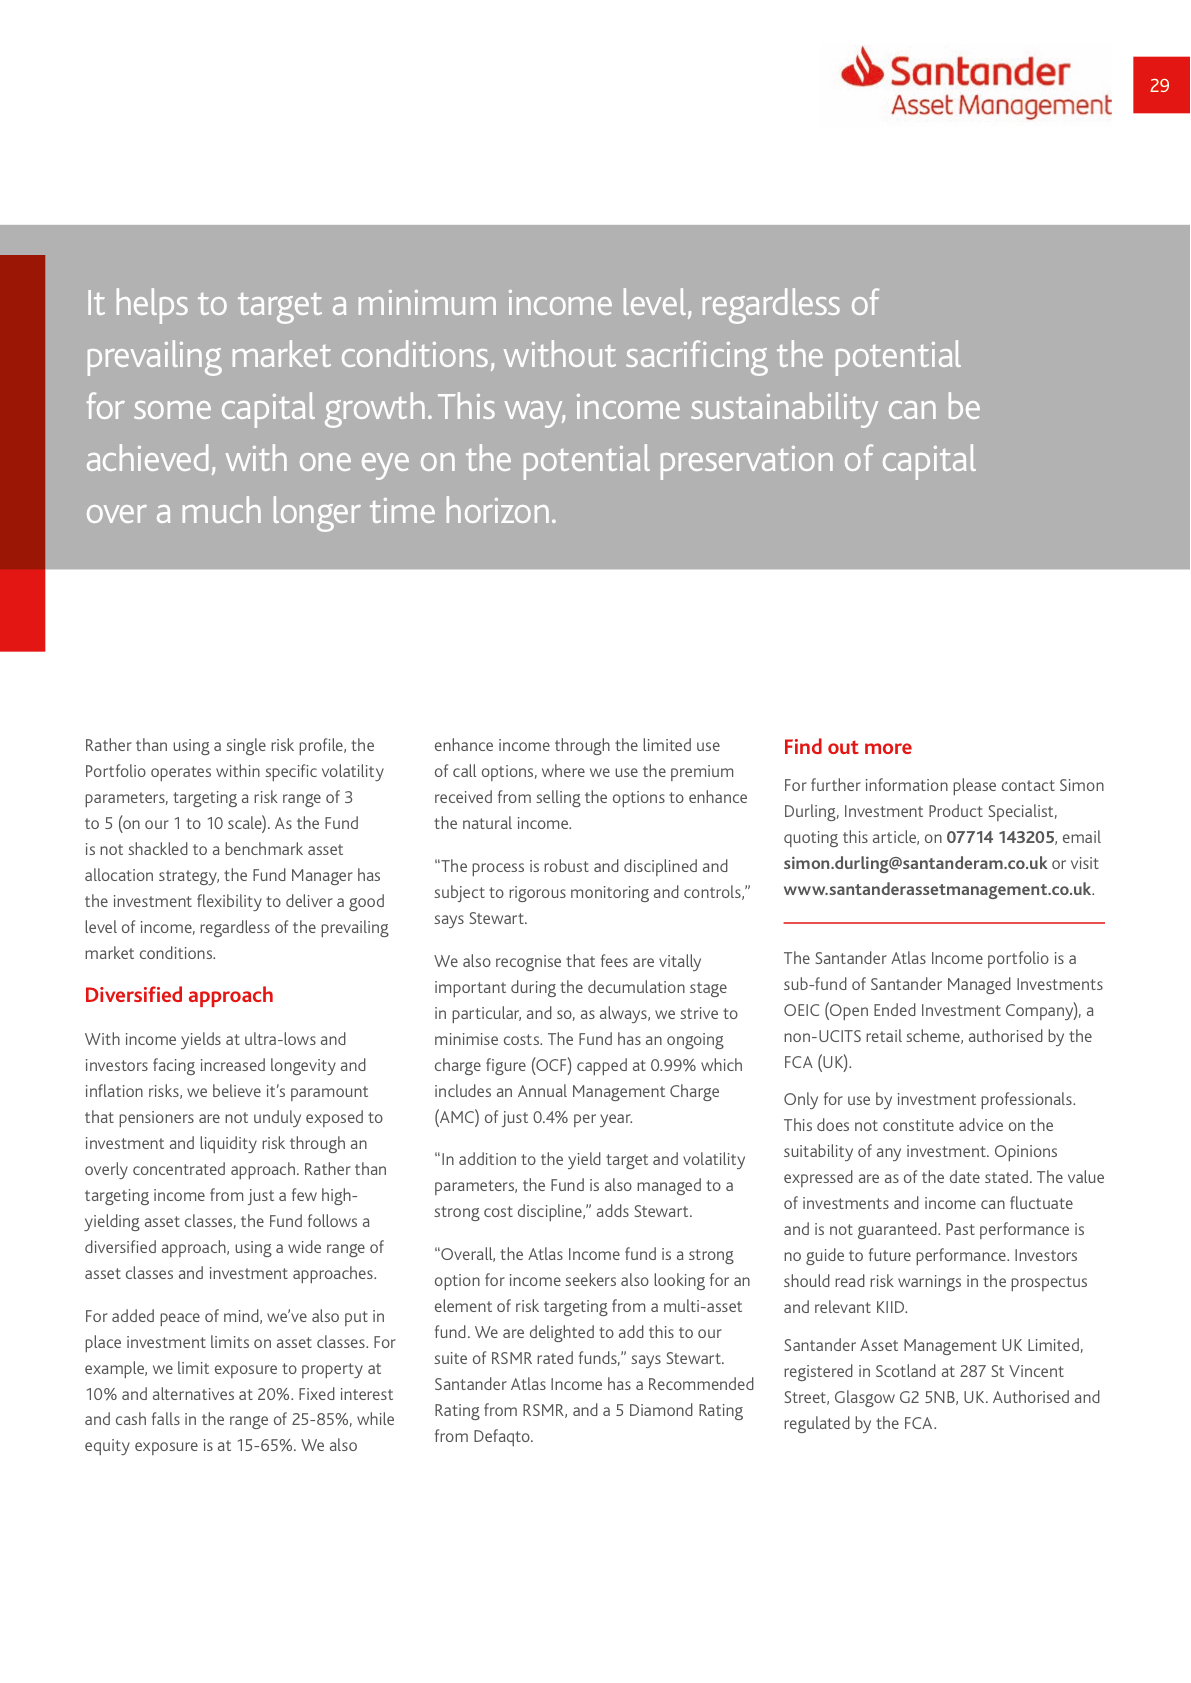 Santander
Asset Management
29
It helps to target a minimum income level, regardless of
prevailing market conditions, without sacrificing the potential
for some capital growth. This way, income sustainability can be
achieved, with one eye on the potential preservation of capital
over a much longer time horizon.
Rather than using a single risk profile, the
Portfolio operates within specific volatility
parameters, targeting a risk range of 3
to 5 (on our 1 to 10 scale). As the Fund
is not shackled to a benchmark asset
allocation strategy, the Fund Manager has
the investment flexibility to deliver a good
level of income, regardless of the prevailing
market conditions.
Diversified approach
With income yields at ultra-lows and
investors facing increased longevity and
inflation risks, we believe it’s paramount
that pensioners are not unduly exposed to
investment and liquidity risk through an
overly concentrated approach. Rather than
targeting income from just a few high-
yielding asset classes, the Fund follows a
diversified approach, using a wide range of
asset classes and investment approaches.
For added peace of mind, we’ve also put in
place investment limits on asset classes. For
example, we limit exposure to property at
10% and alternatives at 20%. Fixed interest
and cash falls in the range of 25-85%, while
equity exposure is at 15-65%. We also
enhance income through the limited use
of call options, where we use the premium
received from selling the options to enhance
the natural income.
“The process is robust and disciplined and
subject to rigorous monitoring and controls,”
says Stewart.
We also recognise that fees are vitally
important during the decumulation stage
in particular, and so, as always, we strive to
minimise costs. The Fund has an ongoing
charge figure (OCF) capped at 0.99% which
includes an Annual Management Charge
(AMC) of just 0.4% per year.
“In addition to the yield target and volatility
parameters, the Fund is also managed to a
strong cost discipline,” adds Stewart.
“Overall, the Atlas Income fund is a strong
option for income seekers also looking for an
element of risk targeting from a multi-asset
fund. We are delighted to add this to our
suite of RSMR rated funds,” says Stewart.
Santander Atlas Income has a Recommended
Rating from RSMR, and a 5 Diamond Rating
from Defaqto.
Find out more
For further information please contact Simon
Durling, Investment Product Specialist,
quoting this article, on 07714 143205, email
simon.durling@santanderam.co.uk or visit
www.santanderassetmanagement.co.uk.
The Santander Atlas Income portfolio is a
sub-fund of Santander Managed Investments
OEIC (Open Ended Investment Company), a
non-UCITS retail scheme, authorised by the
FCA (UK).
Only for use by investment professionals.
This does not constitute advice on the
suitability of any investment. Opinions
expressed are as of the date stated. The value
of investments and income can fluctuate
and is not guaranteed. Past performance is
no guide to future performance. Investors
should read risk warnings in the prospectus
and relevant KIID.
Santander Asset Management UK Limited,
registered in Scotland at 287 St Vincent
Street, Glasgow G2 5NB, UK. Authorised and
regulated by the FCA.